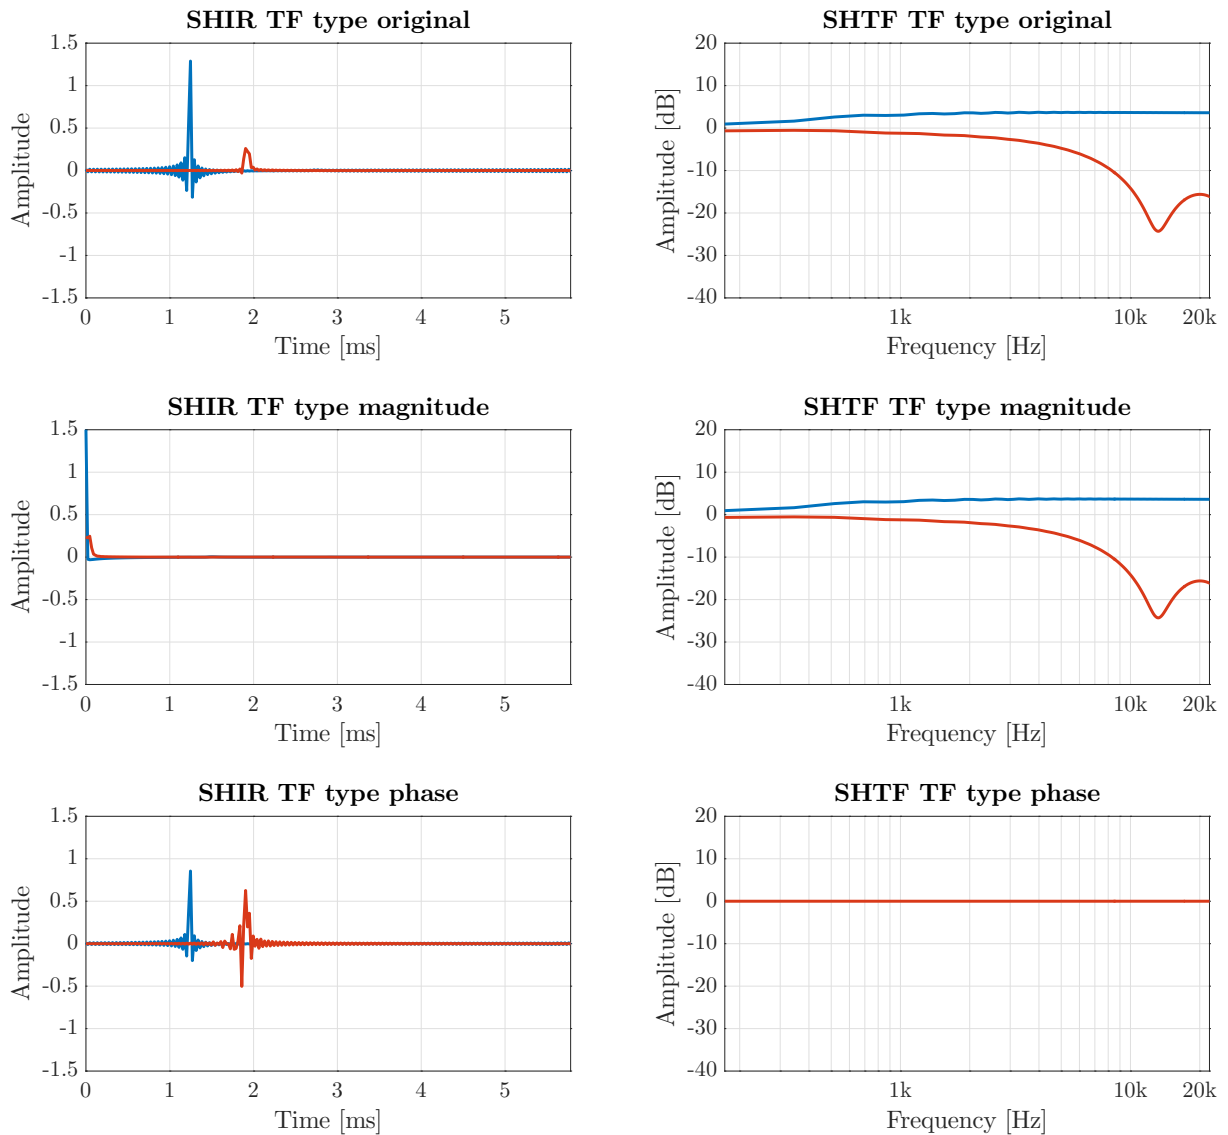 SHIR TF type original
1.5
1
0.5
0
-0.5
-1
-1.5
Amplitude
0 1 2 3 4 5
Time [ms]
SHTF TF type original
20
10
0
-10
-20
-30
-40
Amplitude [dB]
1k 10k 20k
Frequency [Hz]
SHIR TF type magnitude
1.5
1
0.5
0
-0.5
-1
-1.5
Amplitude
0 1 2 3 4 5
Time [ms]
SHTF TF type magnitude
20
10
0
-10
-20
-30
-40
Amplitude [dB]
1k 10k 20k
Frequency [Hz]
SHIR TF type phase
1.5
1
0.5
0
-0.5
-1
-1.5
Amplitude
0 1 2 3 4 5
Time [ms]
SHTF TF type phase
20
10
0
-10
-20
-30
-40
Amplitude [dB]
1k 10k 20k
Frequency [Hz]